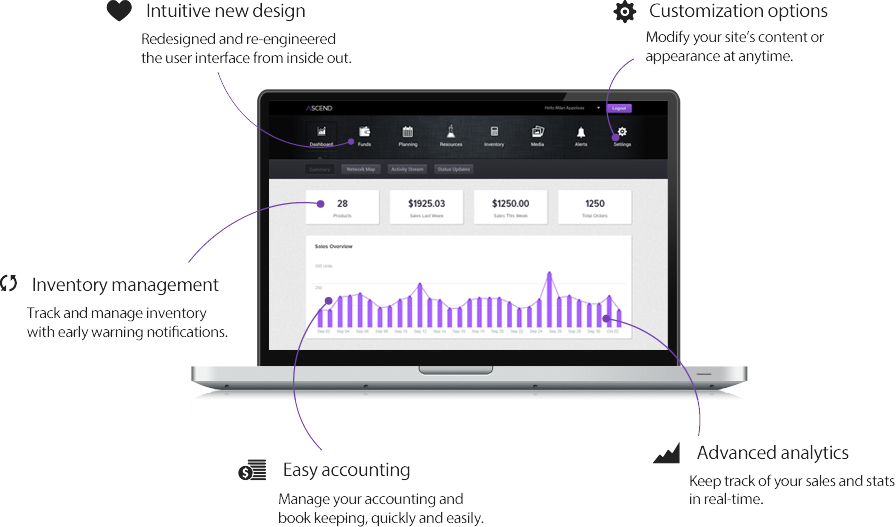 Intuitive new design
Redesigned and re-engineered
the user interface from inside out.
Customization options
Modify your site's content or
appearance at anytime.
ASCEND
Hello Milan Appolosa
Logout
Dashboard
Funds
Planning
Resources
Inventory
Media
Alerts
Settings
Summary
Network Map
Activity Stream
Status Updates
28
Products
$1925.03
Sales Last Week
$1250.00
Sales This Week
1250
Total Orders
Sales Overview
Inventory management
Track and manage inventory
with early warning notifications.
Easy accounting
Manage your accounting and
book keeping, quickly and easily.
Advanced analytics
Keep track of your sales and stats
in real-time.